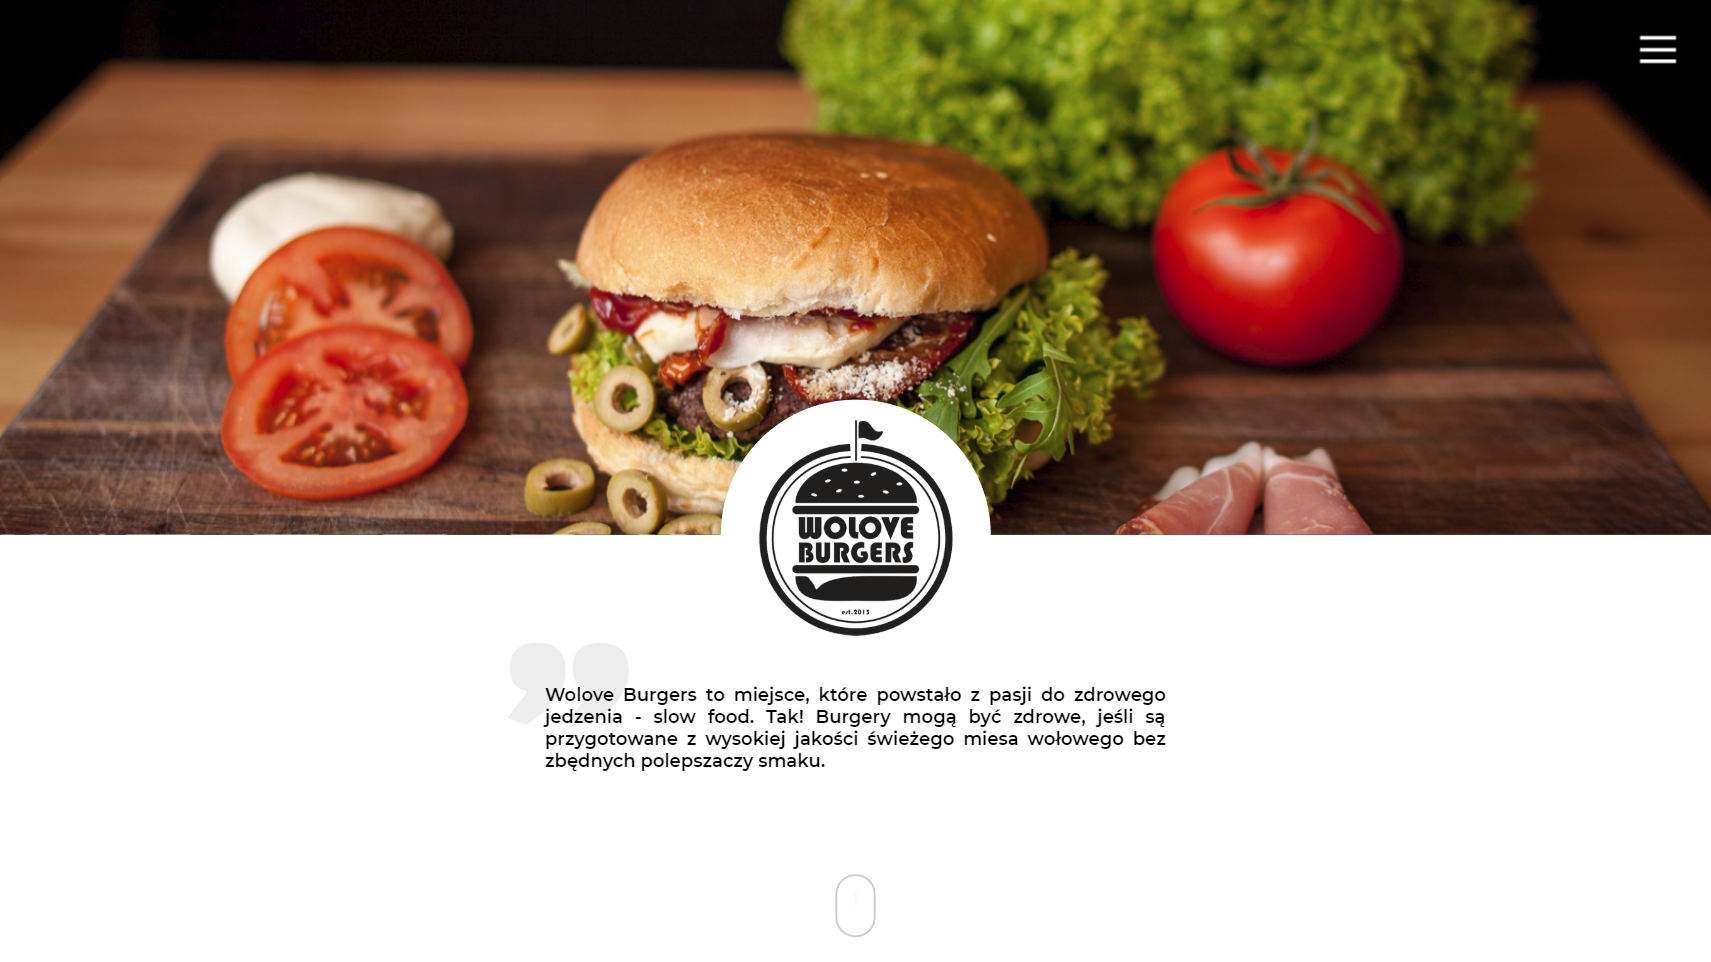 WOLOVE
BURGERS
est.2015
Wolove Burgers to miejsce, które powstało z pasji do zdrowego
jedzenia - slow food. Tak! Burgery mogą być zdrowe, jeśli są
przygotowane z wysokiej jakości świeżego miesa wołowego bez
zbędnych polepszaczy smaku.